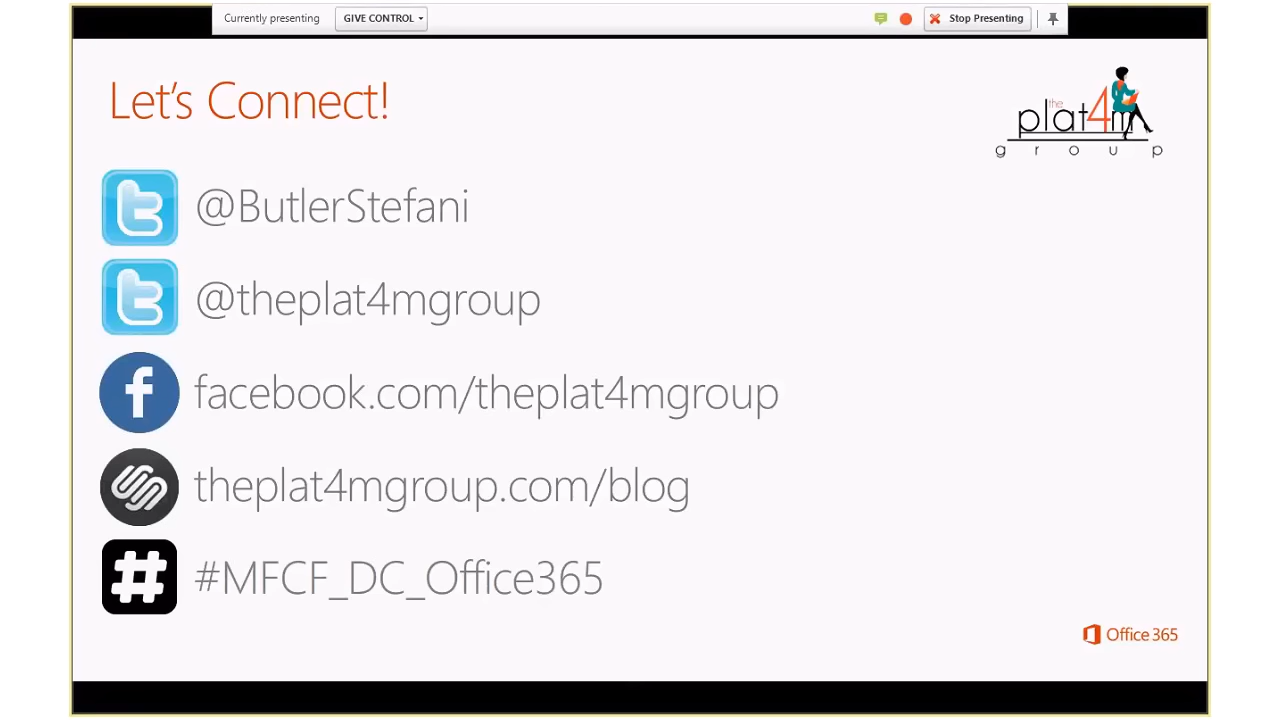 Currently presenting
GIVE CONTROL
Stop Presenting
Let's Connect!
the
plat4m
group
@ButlerStefani
@theplat4mgroup
facebook.com/theplat4mgroup
theplat4mgroup.com/blog
#MFCF_DC_Office365
Office 365